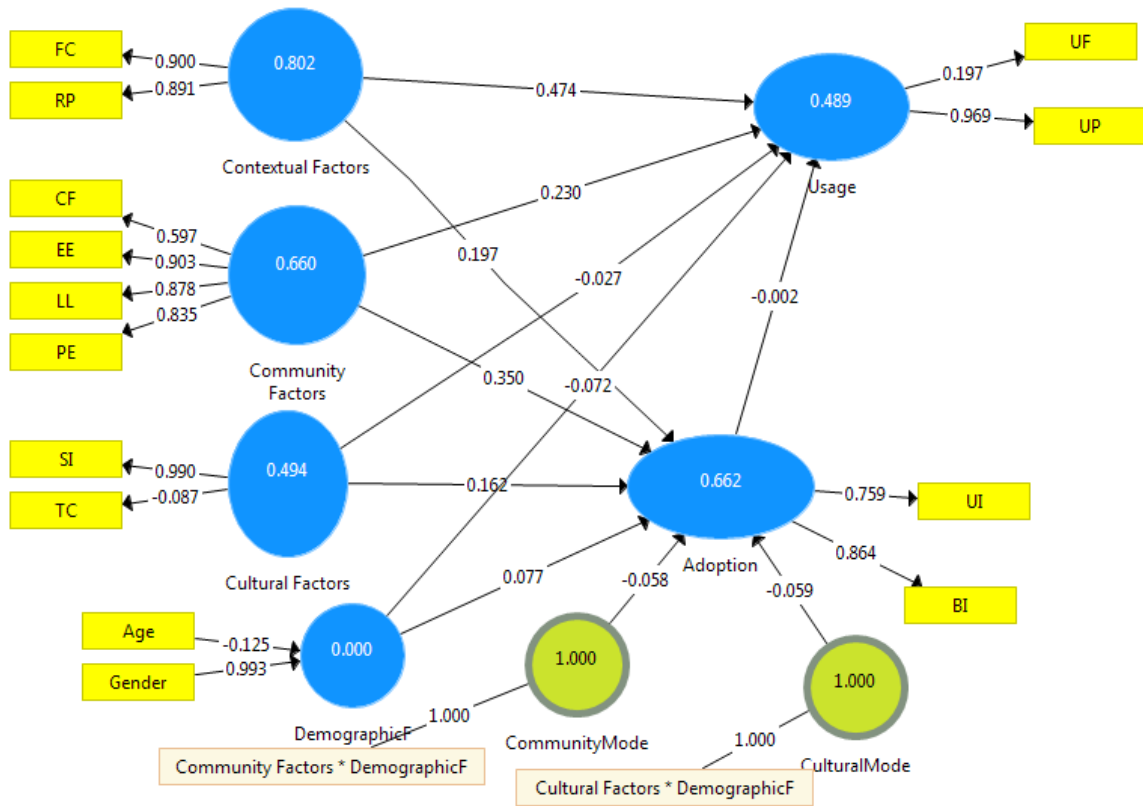 FC
RP
0.900
0.891
0.802
Contextual Factors
0.474
0.197
CF
EE
LL
PE
0.597
0.903
0.878
0.835
0.660
Community
Factors
0.230
0.350
SI
TC
0.990
-0.087
0.494
Cultural Factors
-0.027
0.162
Age
Gender
-0.125
0.993
0.000
DemographicF
-0.072
0.077
0.489
Usage
0.197
0.969
UF
UP
-0.002
0.662
Adoption
0.759
0.864
UI
BI
-0.058
-0.059
1.000
CommunityMode
1.000
Community Factors * DemographicF
1.000
CulturalMode
1.000
Cultural Factors * DemographicF